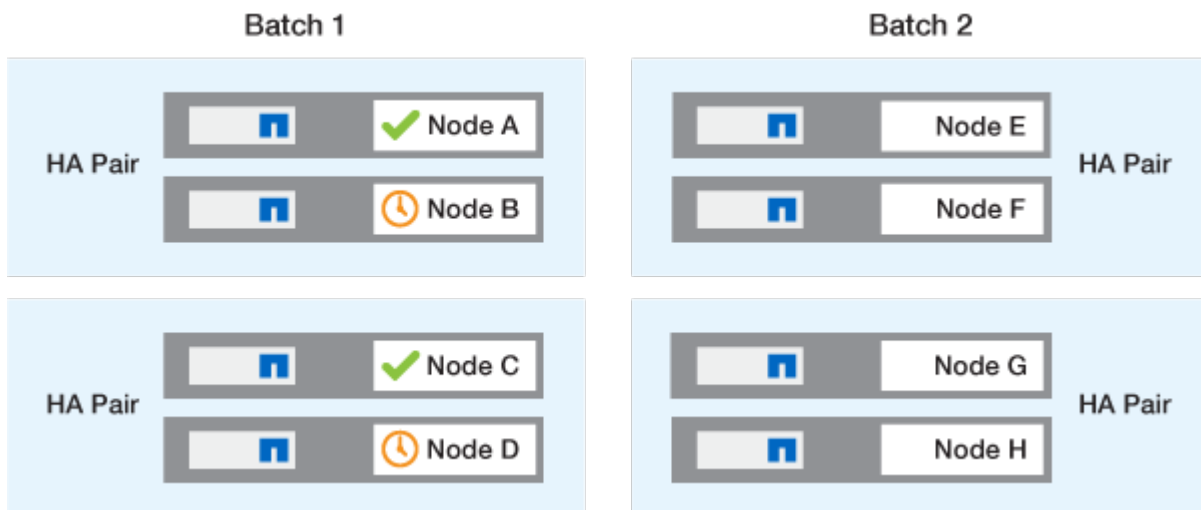 Batch 1
Batch 2
HA Pair
Node A
Node B
Node E
Node F
HA Pair
HA Pair
Node C
Node D
Node G
Node H
HA Pair